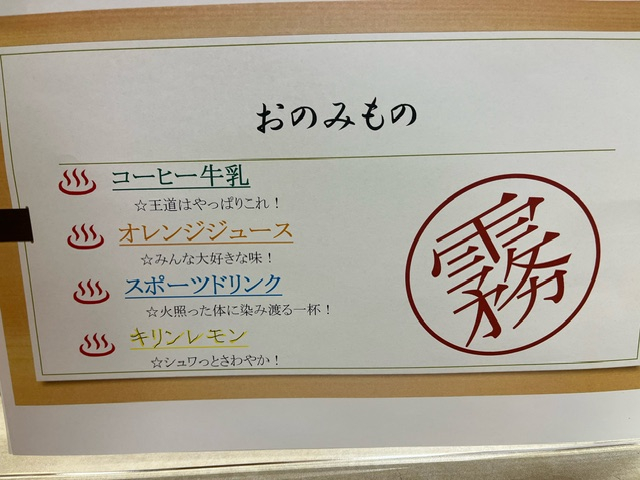 おのみもの
コーヒー牛乳
☆王道はやっぱりこれ！
オレンジジュース
☆みんな大好きな味！
スポーツドリンク
☆火照った体に染み渡る一杯！
キリンレモン
☆シュワっとさわやか！
霧